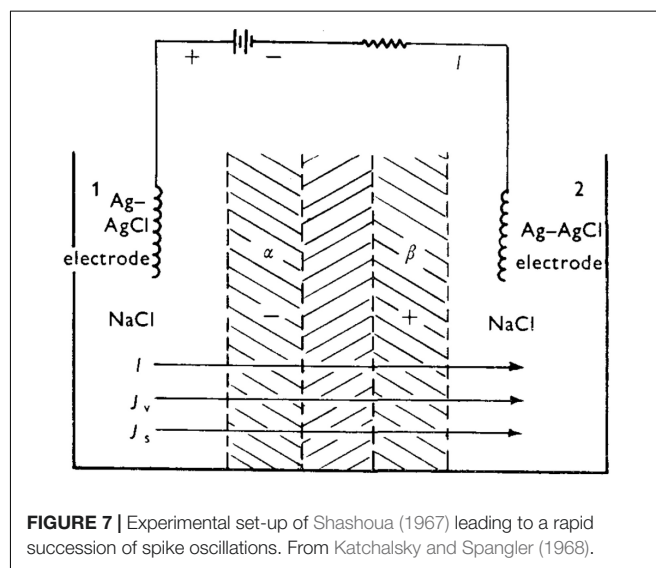 + − I
1 2
Ag–
AgCl
electrode
Ag–AgCl
electrode
α β
− +
NaCl NaCl
I
Jv
Js
FIGURE 7 | Experimental set-up of Shashoua (1967) leading to a rapid
succession of spike oscillations. From Katchalsky and Spangler (1968).